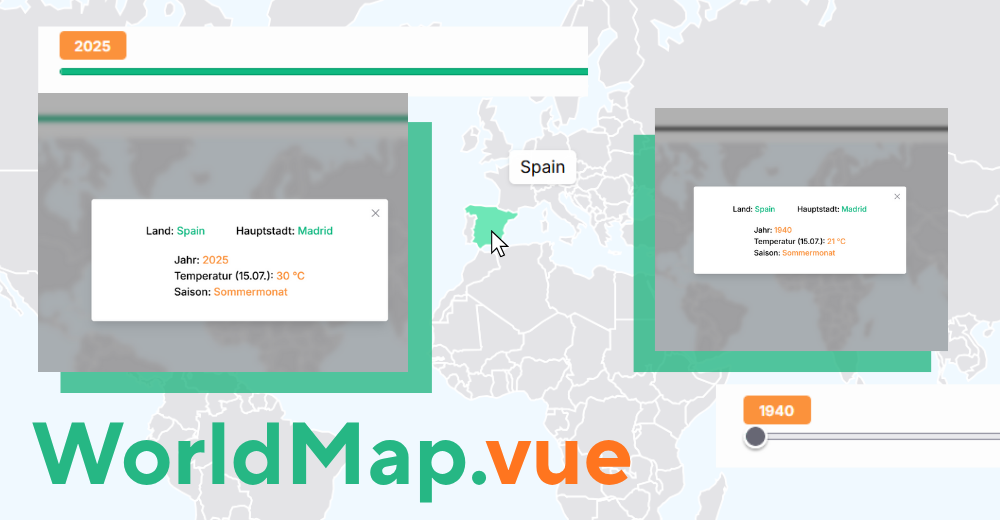 2025
Land: Spain Hauptstadt: Madrid
Jahr: 2025
Temperatur (15.07.): 30 °C
Saison: Sommermonat
Spain
Land: Spain Hauptstadt: Madrid
Jahr: 1940
Temperatur (15.07.): 21 °C
Saison: Sommermonat
1940
WorldMap.vue